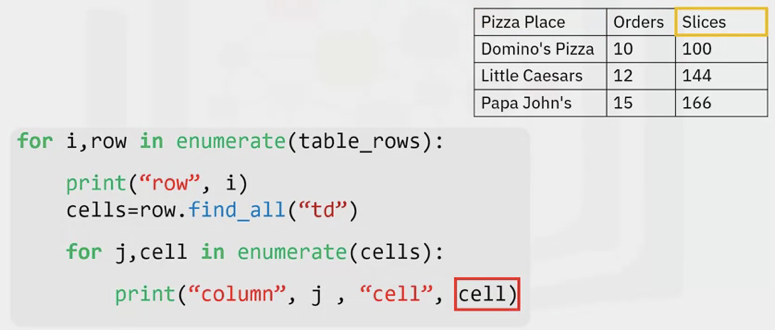 Pizza Place Orders Slices
Domino's Pizza 10 100
Little Caesars 12 144
Papa John's 15 166
for i,row in enumerate(table_rows):
print(“row”, i)
cells=row.find_all(“td”)
for j,cell in enumerate(cells):
print(“column”, j , “cell”, cell)